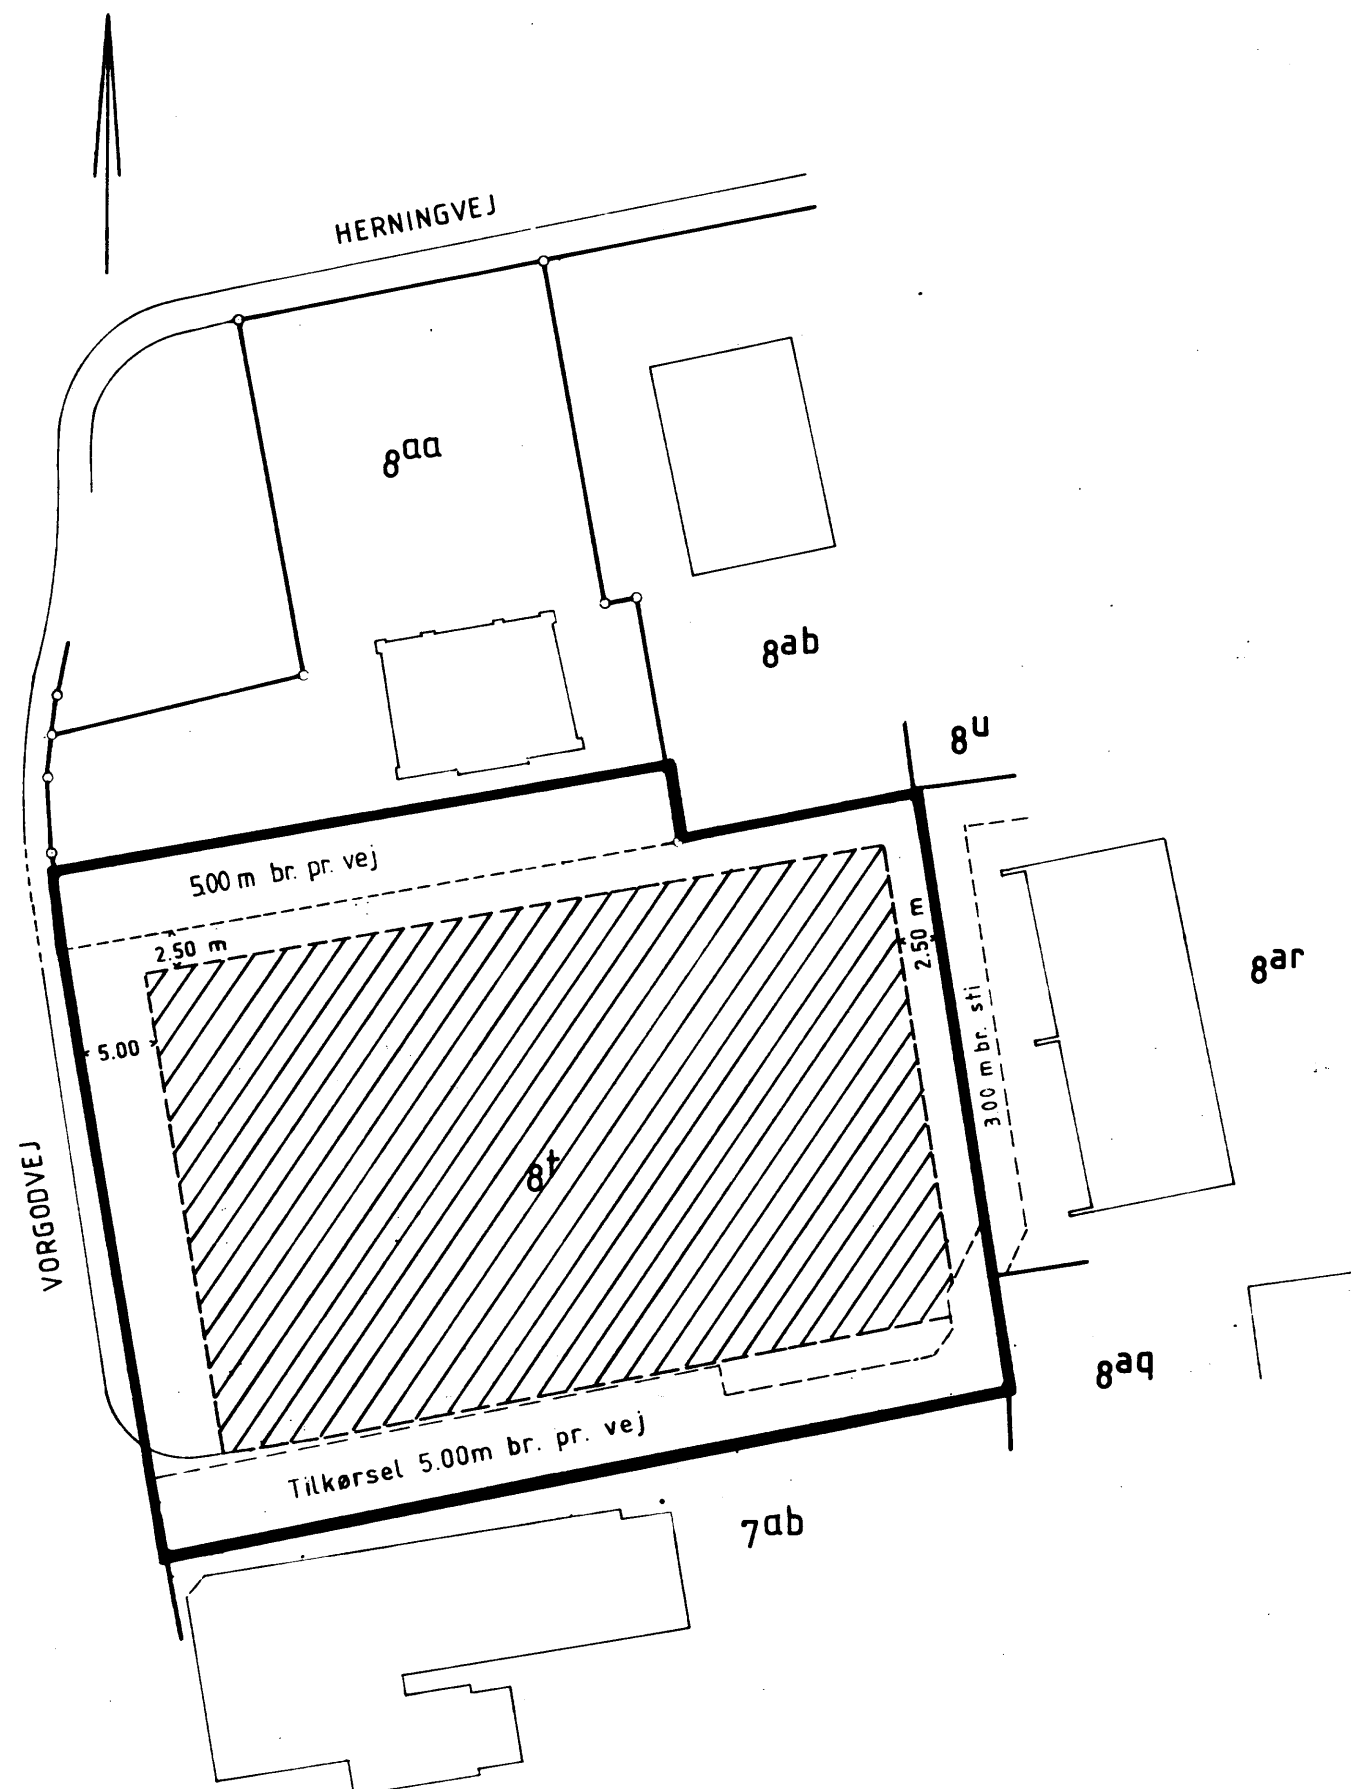 HERNINGVEJ
8aa
8ab
8u
5.00 m br. pr. vej
2.50 m
2.50 m
8ar
3.00 m br. sti
5.00
8t
VORGODVEJ
8aq
Tilkørsel 5.00m br. pr. vej
7ab